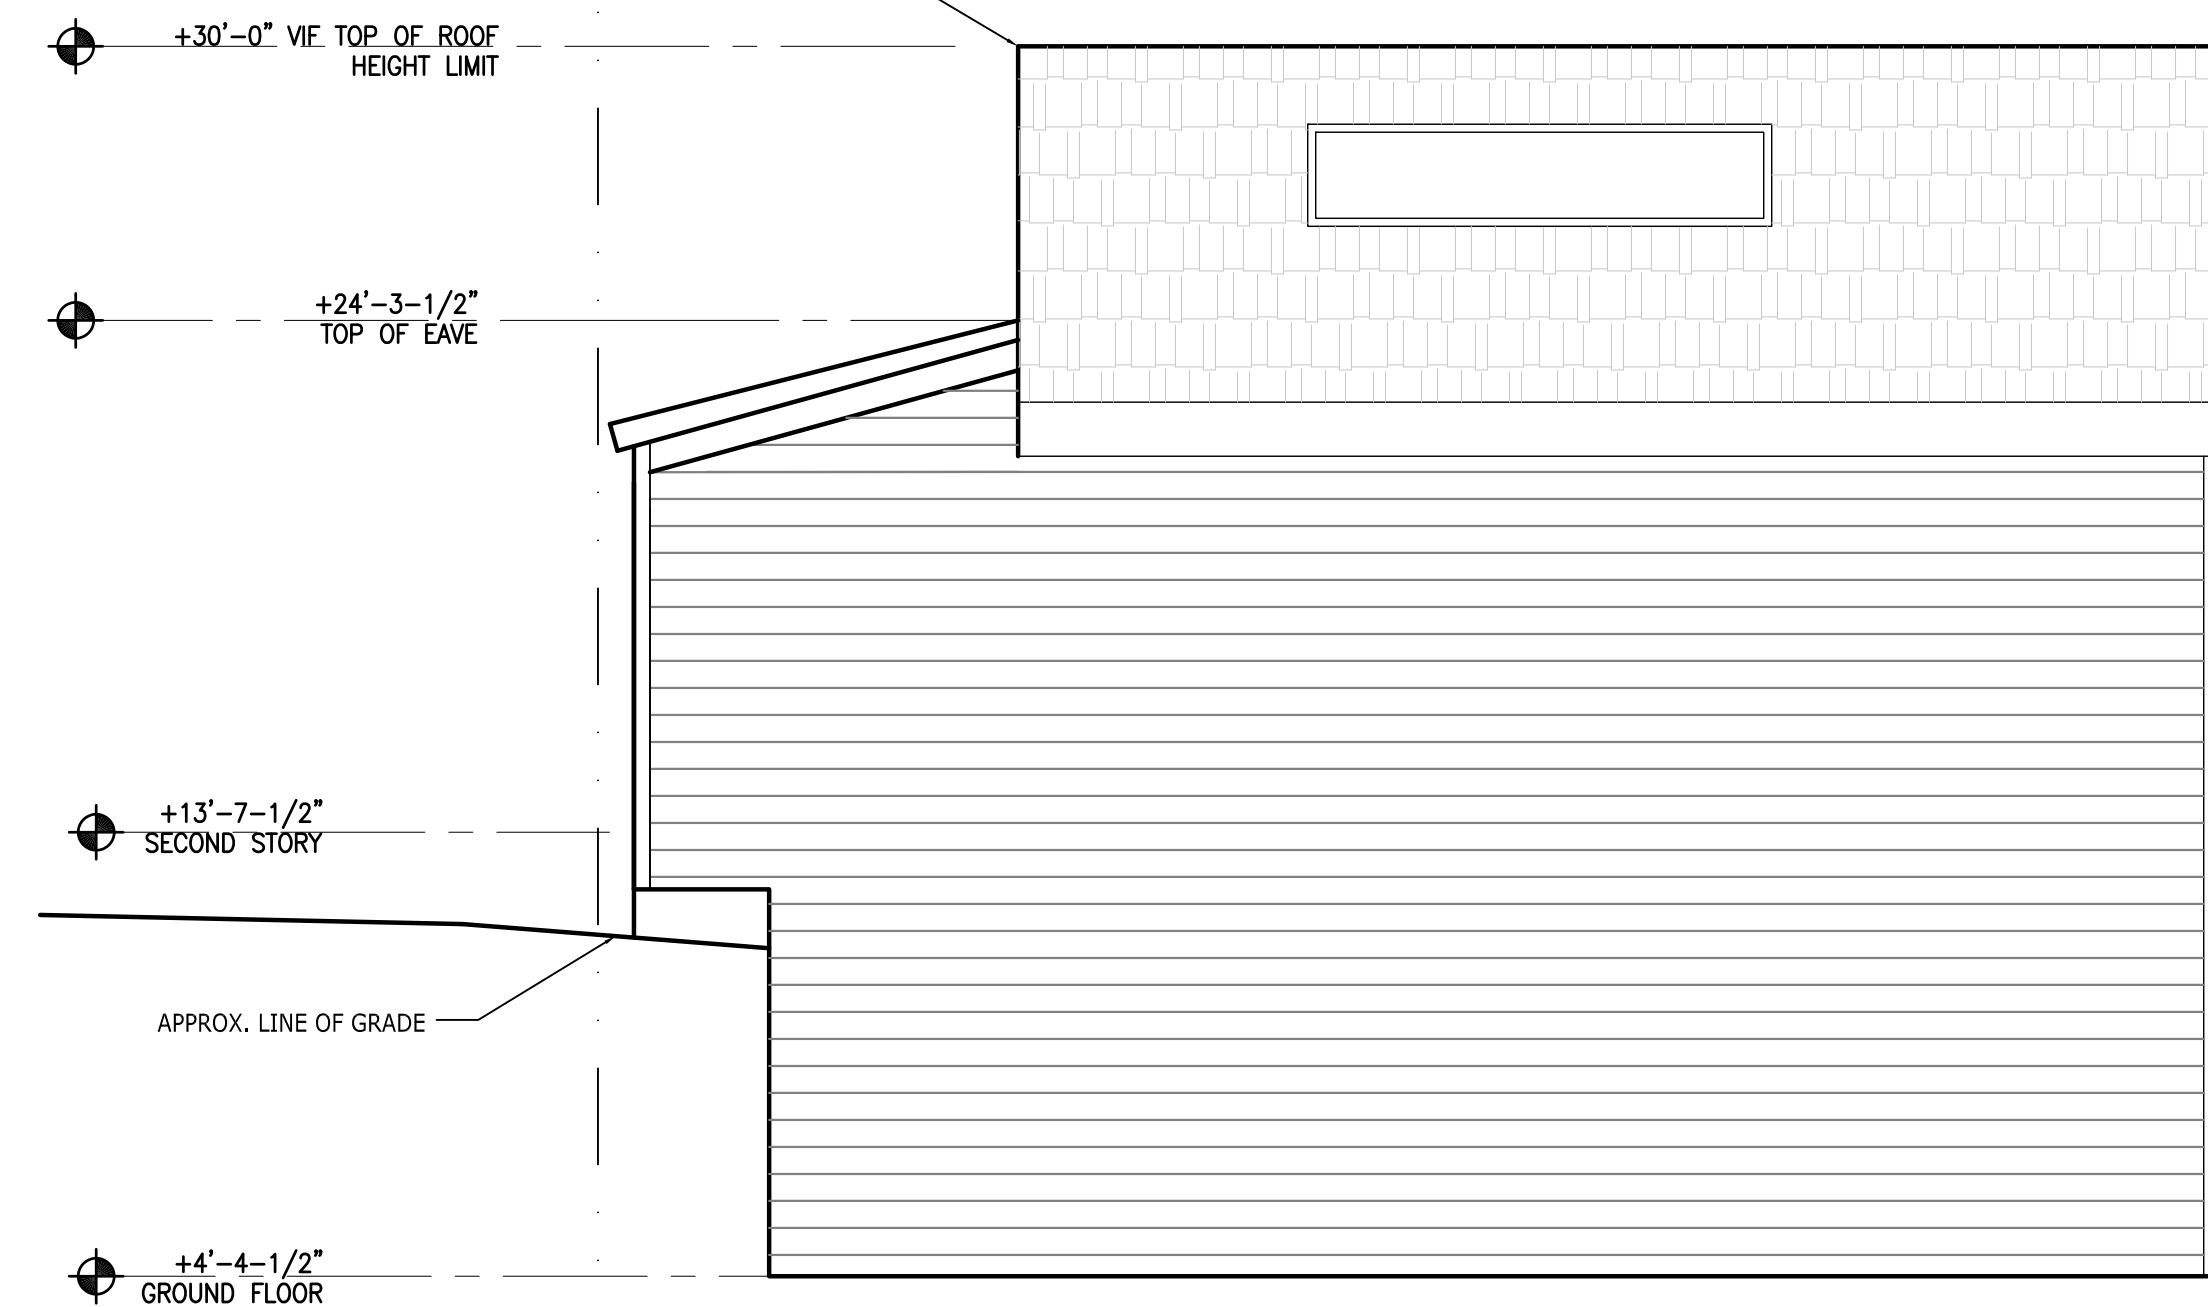 +30'-0" VIF TOP OF ROOF
HEIGHT LIMIT
+24'-3-1/2"
TOP OF EAVE
+13'-7-1/2"
SECOND STORY
APPROX. LINE OF GRADE
+4'-4-1/2"
GROUND FLOOR